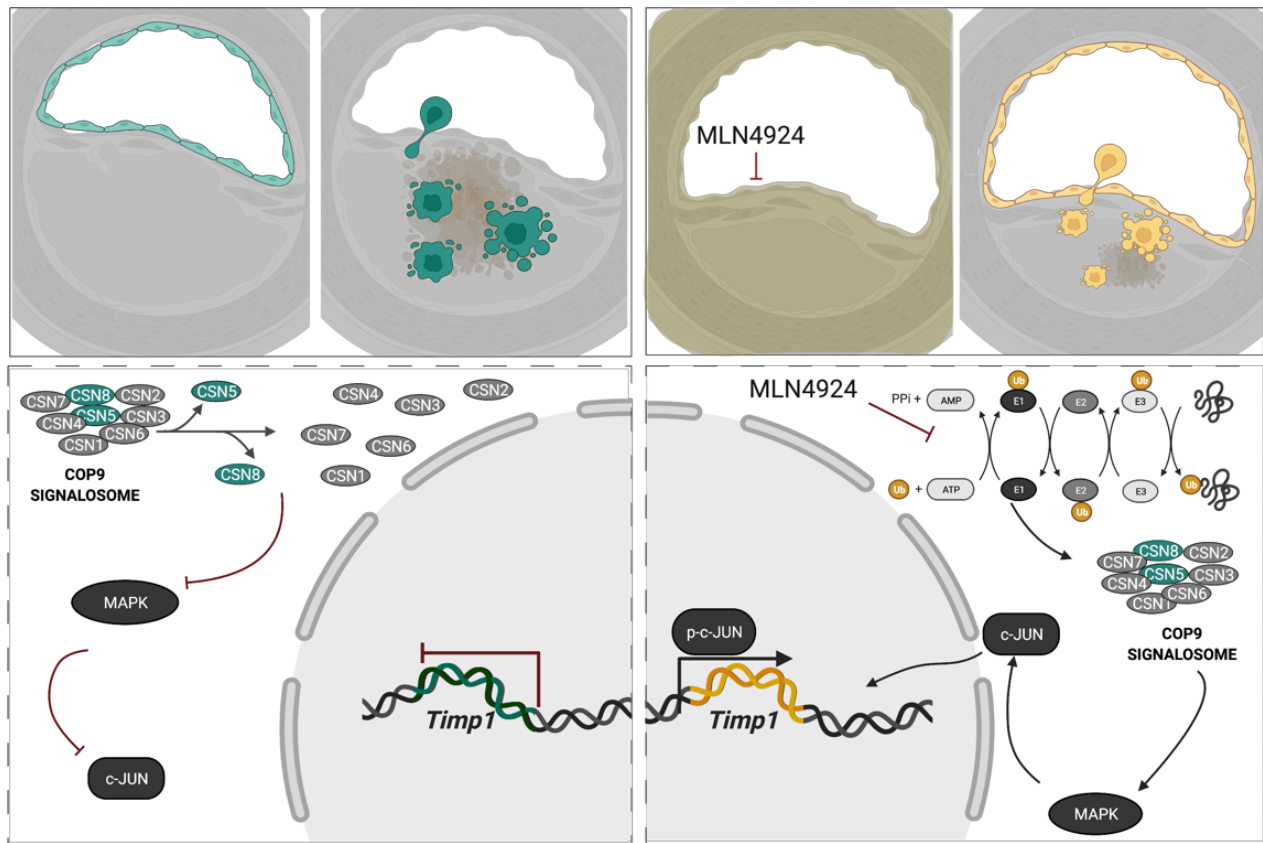 MLN4924
CSN8
CSN2
CSN7
CSN5
CSN3
CSN4
CSN6
CSN1
COP9
SIGNALOSOME
CSN5
CSN8
CSN4
CSN3
CSN2
CSN7
CSN6
CSN1
MAPK
c-JUN
Timp1
MLN4924
PPi +
AMP
Ub
E1
E2
Ub
E3
Ub
+
ATP
E1
E2
Ub
E3
Ub
CSN8
CSN2
CSN7
CSN5
CSN3
CSN4
CSN6
CSN1
COP9
SIGNALOSOME
p-c-JUN
c-JUN
Timp1
MAPK